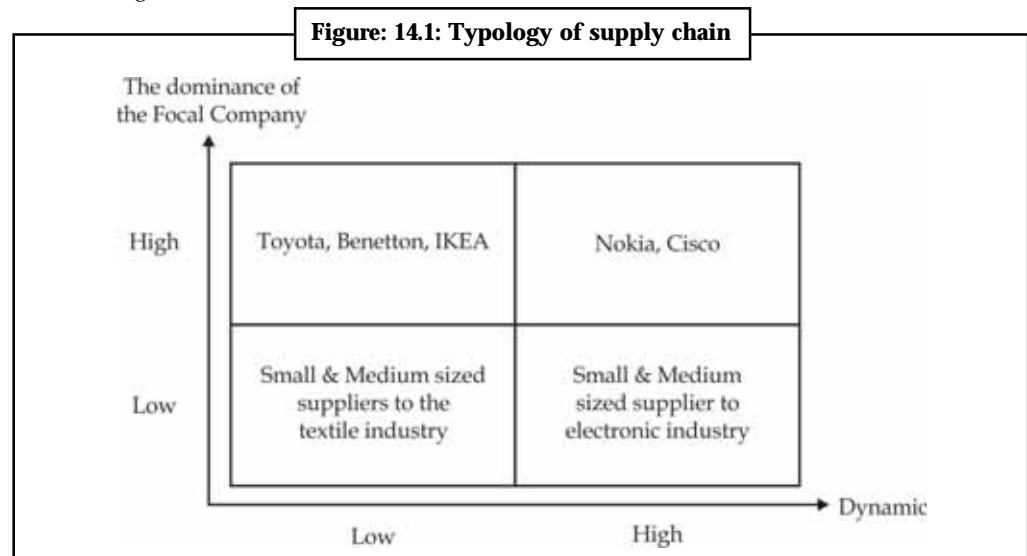 Figure: 14.1: Typology of supply chain
The dominance of
the Focal Company
High
Toyota, Benetton, IKEA
Nokia, Cisco
Low
Small & Medium sized
suppliers to the
textile industry
Small & Medium
sized supplier to
electronic industry
Dynamic
Low
High